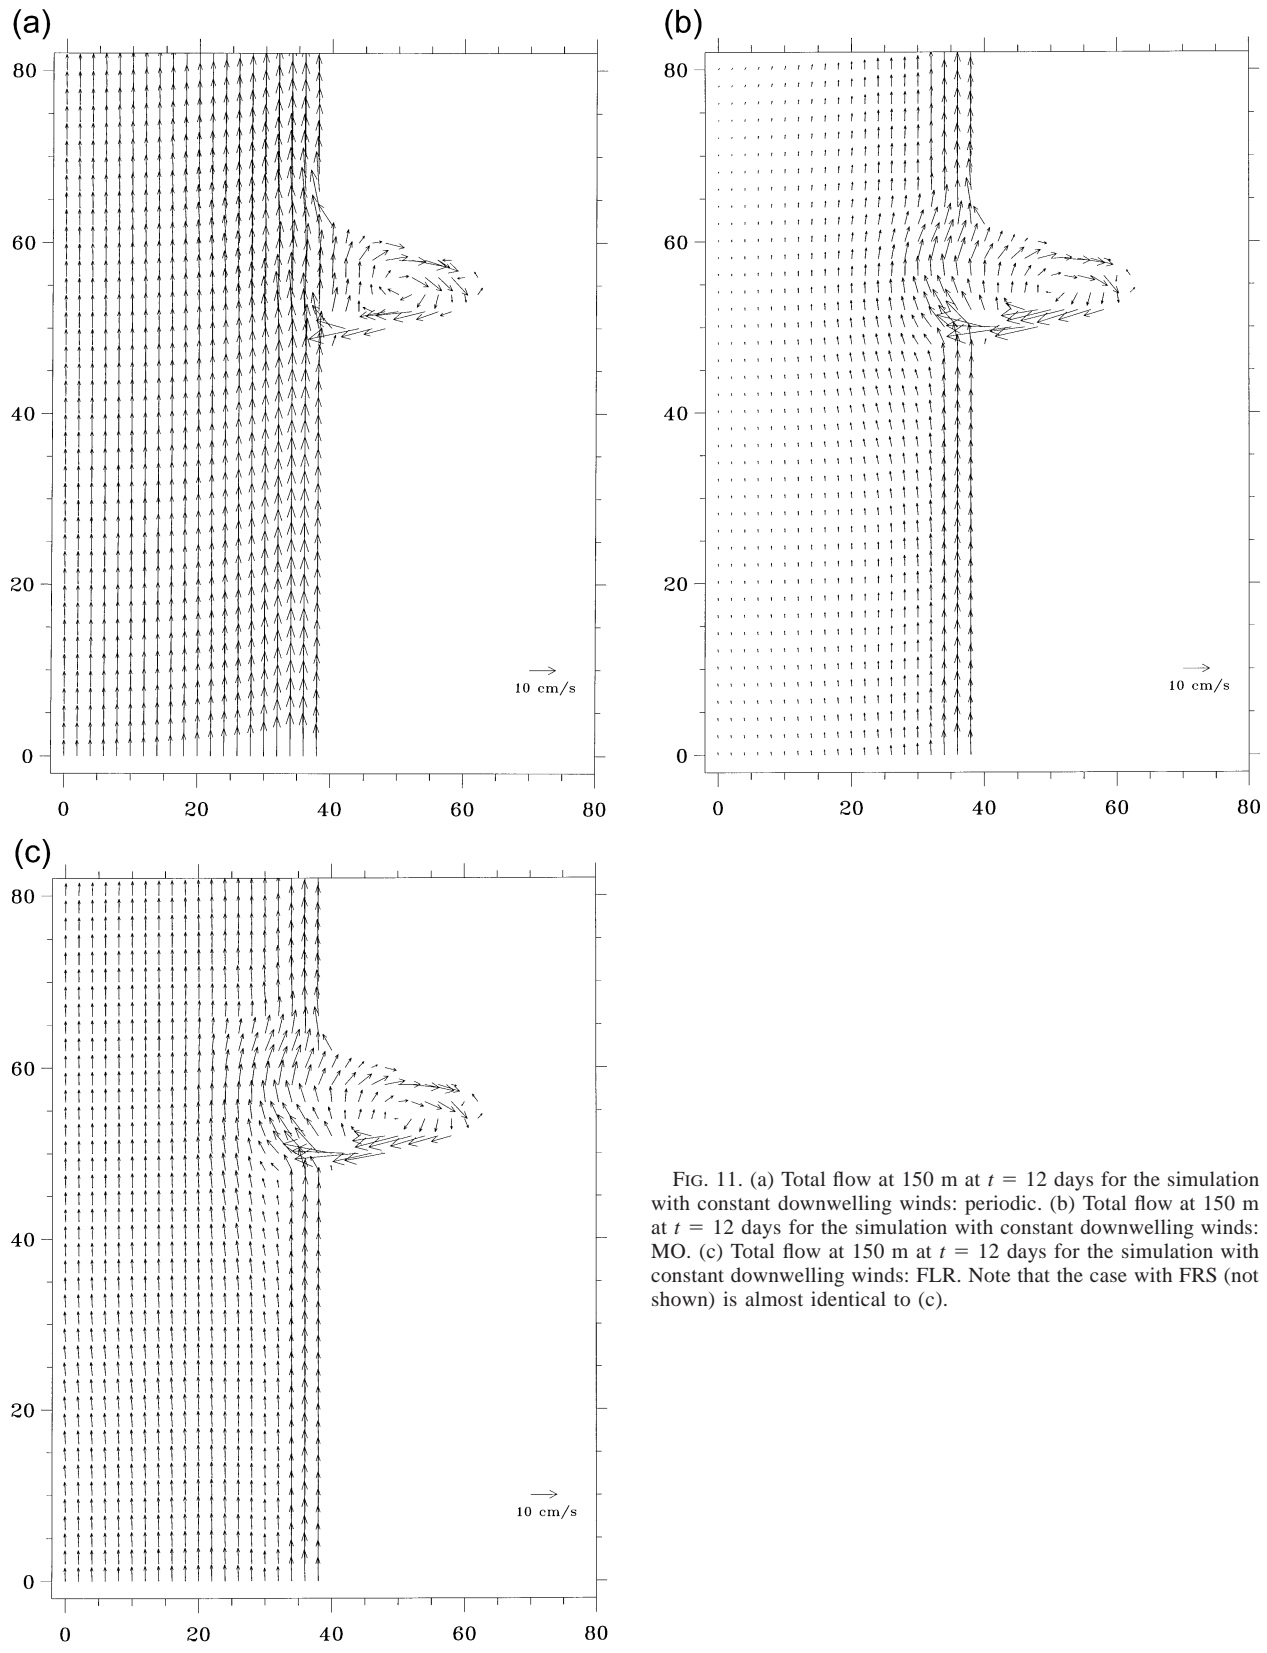 (a)
80
60
40
20
0
10 cm/s
0 20 40 60 80
(b)
80
60
40
20
0
10 cm/s
0 20 40 60 80
(c)
80
60
40
20
0
10 cm/s
0 20 40 60 80
FIG. 11. (a) Total flow at 150 m at t = 12 days for the simulation
with constant downwelling winds: periodic. (b) Total flow at 150 m
at t = 12 days for the simulation with constant downwelling winds:
MO. (c) Total flow at 150 m at t = 12 days for the simulation with
constant downwelling winds: FLR. Note that the case with FRS (not
shown) is almost identical to (c).